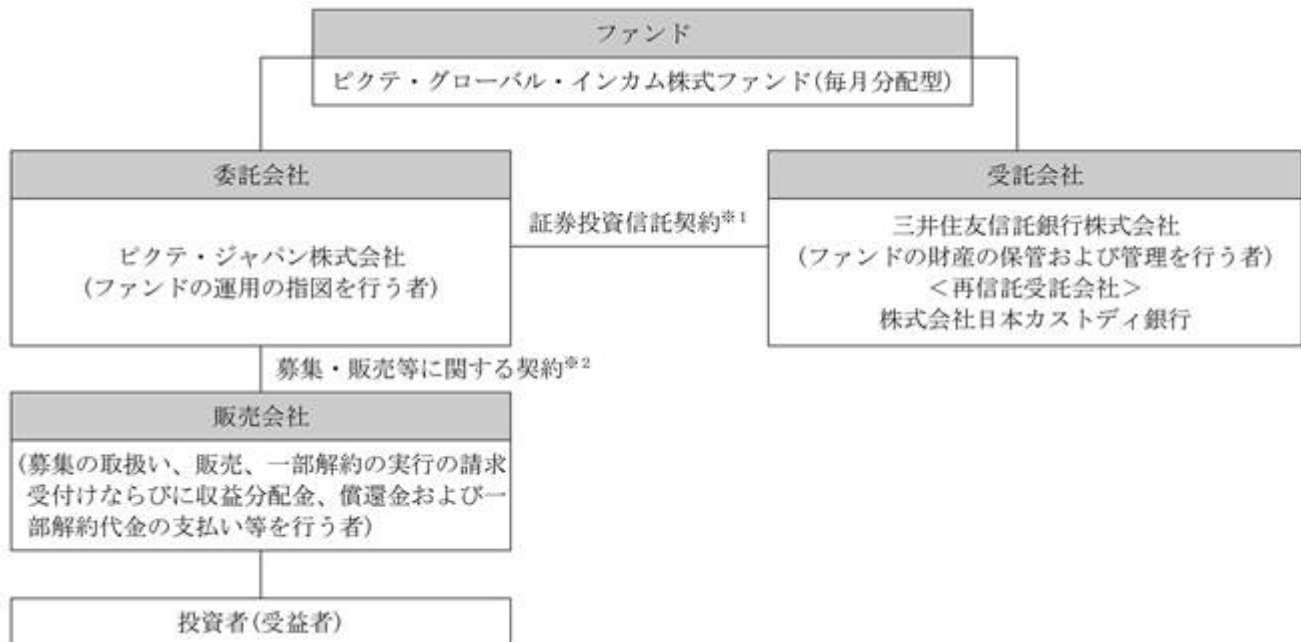 ファンド
ピクテ・グローバル・インカム株式ファンド(毎月分配型)
委託会社
ピクテ・ジャパン株式会社
(ファンドの運用の指図を行う者)
証券投資信託契約※1
受託会社
三井住友信託銀行株式会社
(ファンドの財産の保管および管理を行う者)
<再信託受託会社>
株式会社日本カストディ銀行
募集・販売等に関する契約※2
販売会社
(募集の取扱い、販売、一部解約の実行の請求
受付けならびに収益分配金、償還金および一
部解約代金の支払い等を行う者)
投資者(受益者)